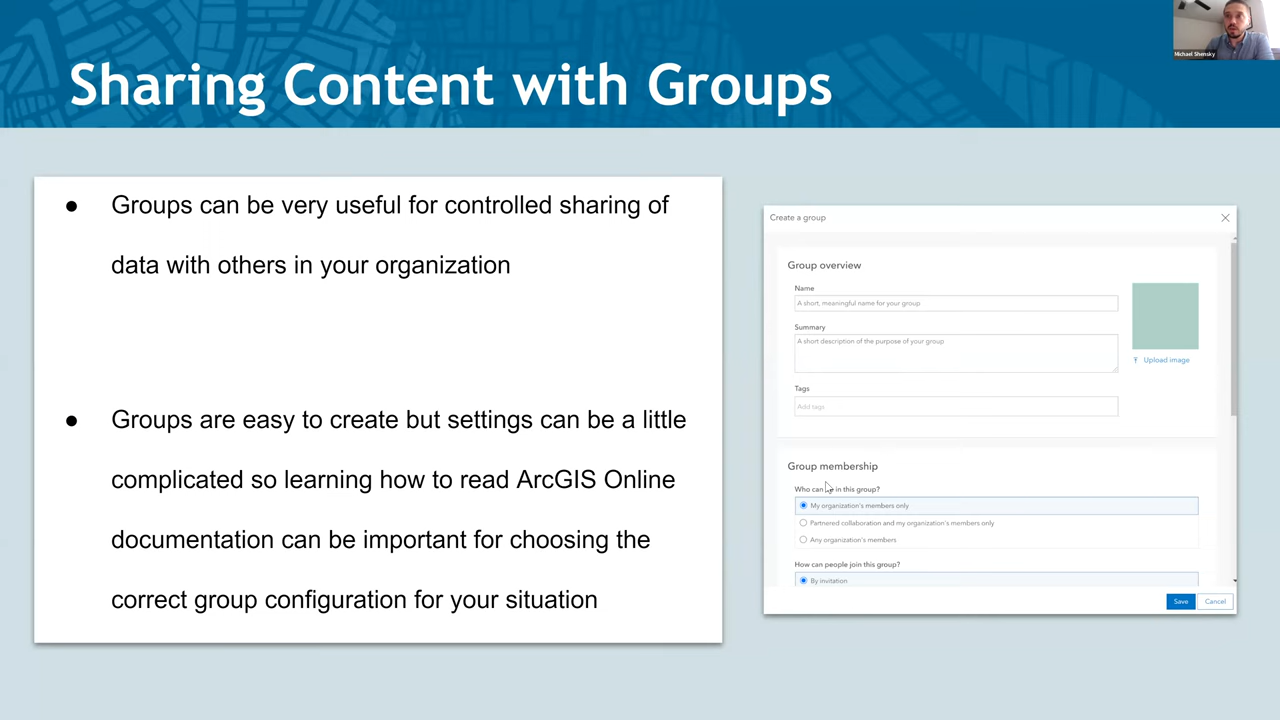 Michael Shensky
Sharing Content with Groups
● Groups can be very useful for controlled sharing of
data with others in your organization
● Groups are easy to create but settings can be a little
complicated so learning how to read ArcGIS Online
documentation can be important for choosing the
correct group configuration for your situation
Create a group
Group overview
Name
A short, meaningful name for your group
Summary
A short description of the purpose of your group
Upload image
Tags
Add tags
Group membership
Who can in this group?
My organization's members only
Partnered collaboration and my organization's members only
Any organization's members
How can people join this group?
By invitation
Save Cancel